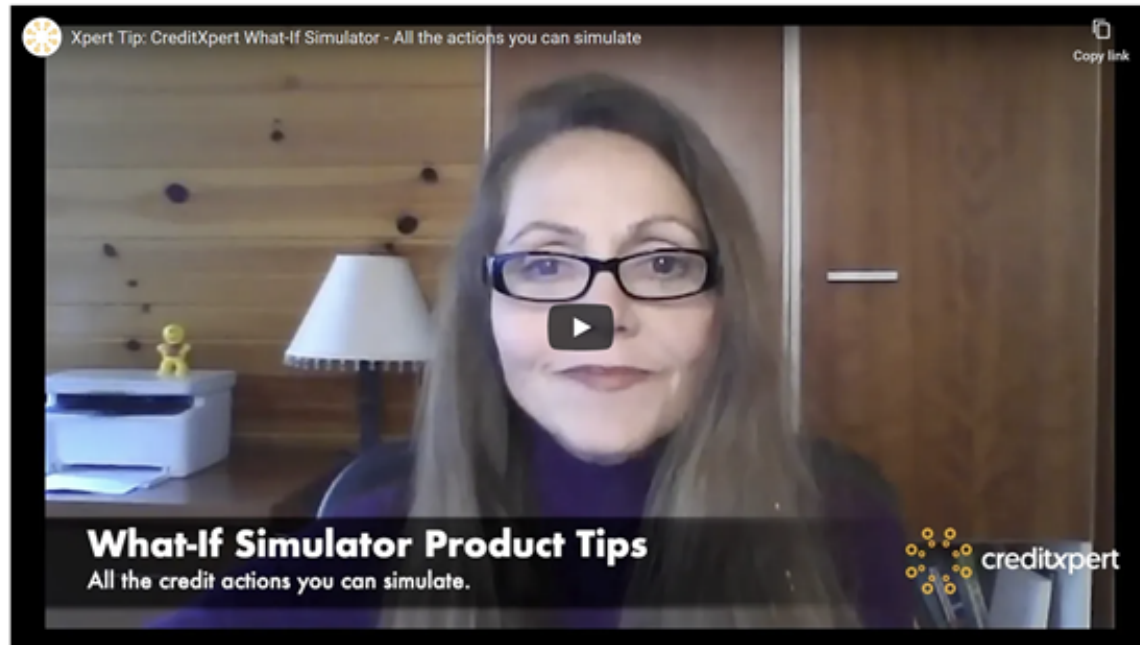 Xpert Tip: CreditXpert What-If Simulator - All the actions you can simulate
Copy link
What-If Simulator Product Tips
All the credit actions you can simulate.
creditxpert